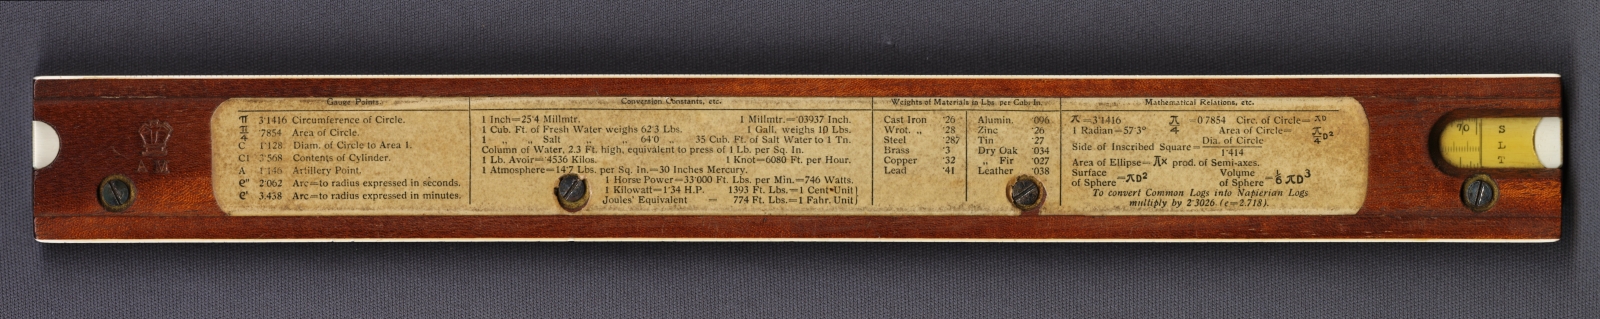 A M
Gauge Points.
π 3·1416 Circumference of Circle.
π/4 ·7854 Area of Circle.
C 1·128 Diam. of Circle to Area 1.
C1 3·568 Contents of Cylinder.
A 1·146 Artillery Point.
ϱ" 2·062 Arc=to radius expressed in seconds.
ϱ' 3.438 Arc=to radius expressed in minutes.
Conversion Constants, etc.
1 Inch=25·4 Millmtr. 1 Millmtr.=·03937 Inch.
1 Cub. Ft. of Fresh Water weighs 62·3 Lbs. 1 Gall. weighs 10 Lbs.
1 „ „ Salt „ „ 64·0 „ 35 Cub. Ft. of Salt Water to 1 Tn.
Column of Water, 2.3 Ft. high, equivalent to press of 1 Lb. per Sq. In.
1 Lb. Avoir=·4536 Kilos. 1 Knot=6080 Ft. per Hour.
1 Atmosphere=14·7 Lbs. per Sq. In.=30 Inches Mercury.
1 Horse Power=33·000 Ft. Lbs. per Min.=746 Watts.
1 Kilowatt=1·34 H.P. 1393 Ft. Lbs.=1 Cent. Unit
Joules' Equivalent = 774 Ft. Lbs.=1 Fahr. Unit
Weights of Materials in Lbs. per Cub. In.
Cast Iron ·26 Alumin. ·096
Wrot. „ ·28 Zinc ·26
Steel ·287 Tin ·27
Brass ·3 Dry Oak ·034
Copper ·32 „ Fir ·027
Lead ·41 Leather ·038
Mathematical Relations, etc.
π=3·1416 π/4 =0·7854 Circ. of Circle= πD
1 Radian=57·3° Area of Circle= π/4 D²
Side of Inscribed Square= Dia. of Circle / 1·414
Area of Ellipse= π× prod. of Semi-axes.
Surface of Sphere =πD² Volume of Sphere = 1/6 πD³
To convert Common Logs into Napierian Logs
multiply by 2·3026. (e=2.718).
70
S
L
T